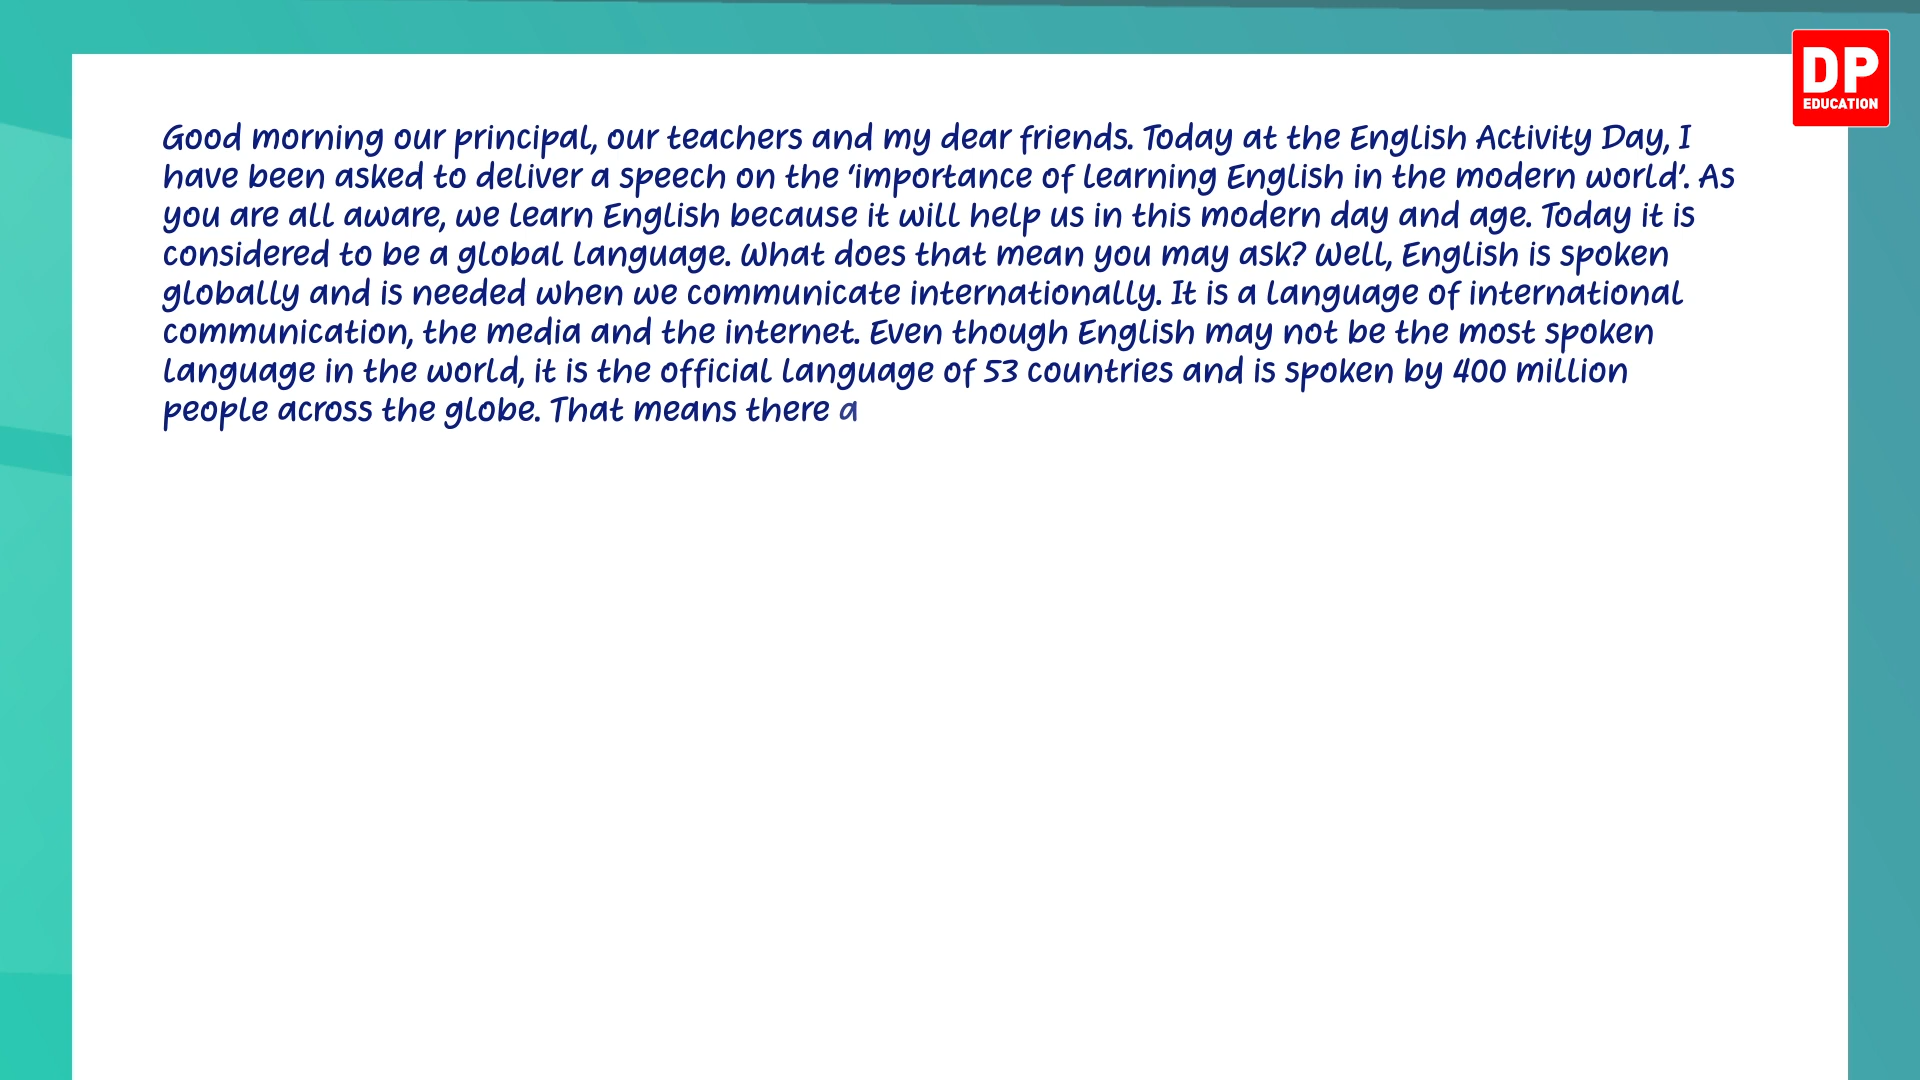 DP
EDUCATION
Good morning our principal, our teachers and my dear friends. Today at the English Activity Day, I
have been asked to deliver a speech on the ‘importance of learning English in the modern world’. As
you are all aware, we learn English because it will help us in this modern day and age. Today it is
considered to be a global language. What does that mean you may ask? Well, English is spoken
globally and is needed when we communicate internationally. It is a language of international
communication, the media and the internet. Even though English may not be the most spoken
language in the world, it is the official language of 53 countries and is spoken by 400 million
people across the globe. That means there a